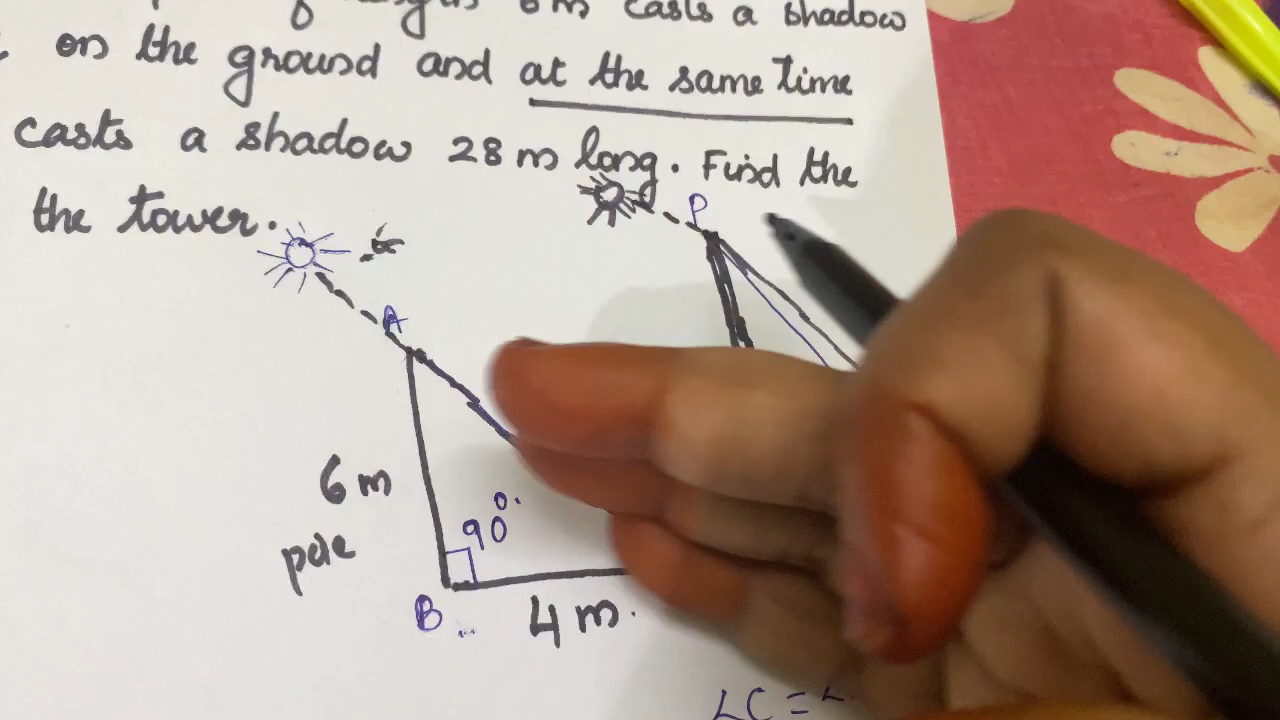 6m casts a shadow
on the ground and at the same time
casts a shadow 28 m long. Find the
the tower.
P
A
6 m
90°
pole
B
4 m.
∠C =